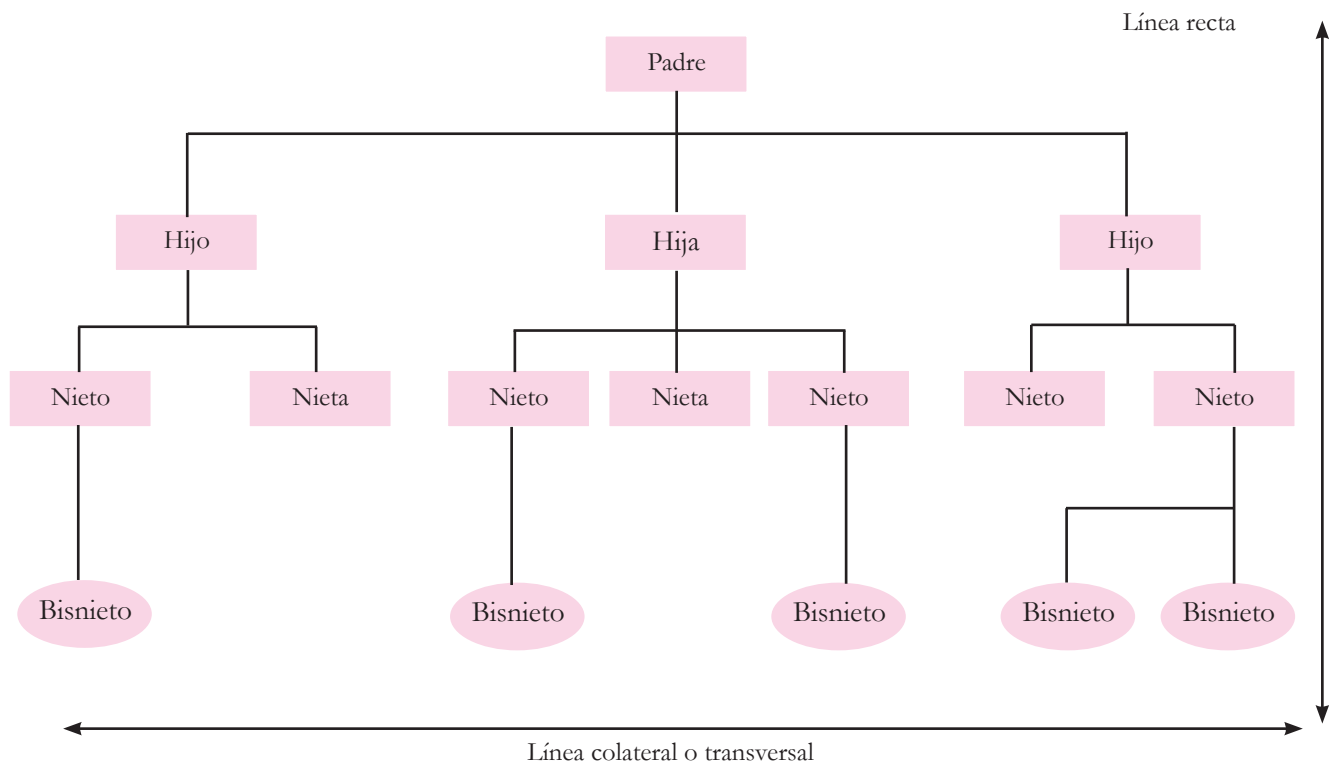 Línea recta
Padre
Hijo
Hija
Hijo
Nieto
Nieta
Nieto
Nieta
Nieto
Nieto
Nieto
Bisnieto
Bisnieto
Bisnieto
Bisnieto
Bisnieto
Línea colateral o transversal